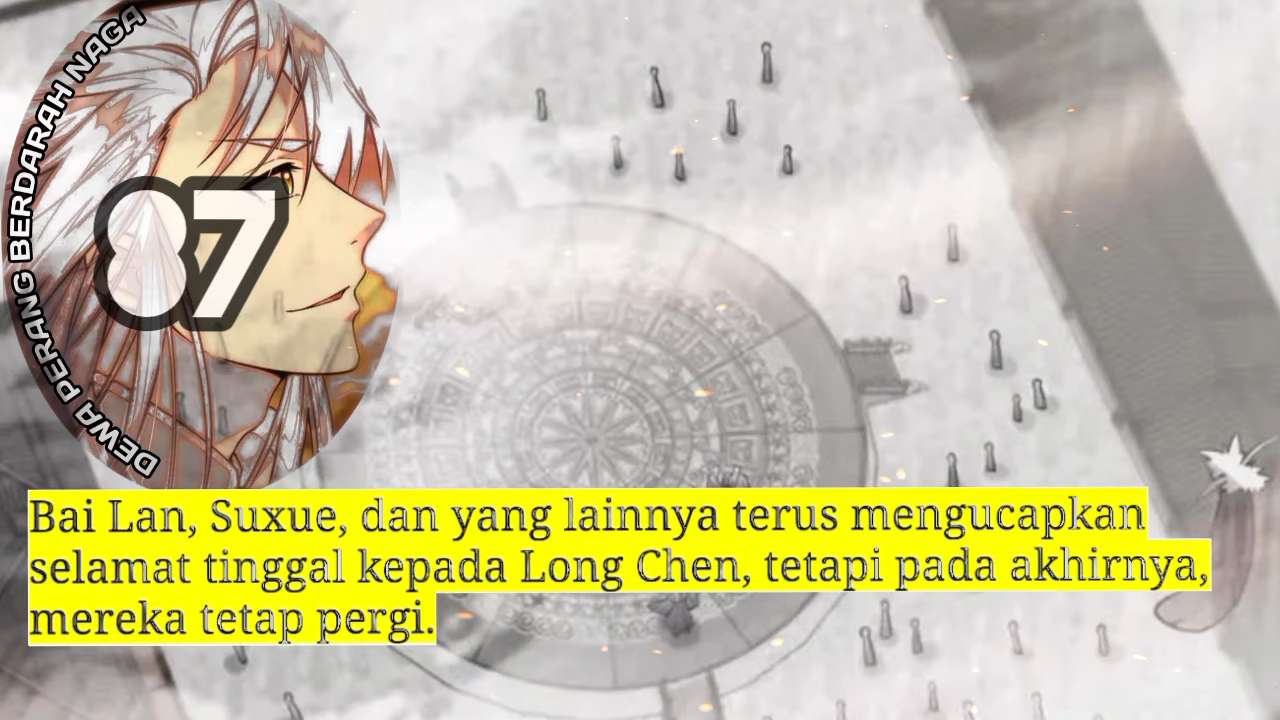 DEWA PERANG BERDARAH NAGA
87
Bai Lan, Suxue, dan yang lainnya terus mengucapkan
selamat tinggal kepada Long Chen, tetapi pada akhirnya,
mereka tetap pergi.